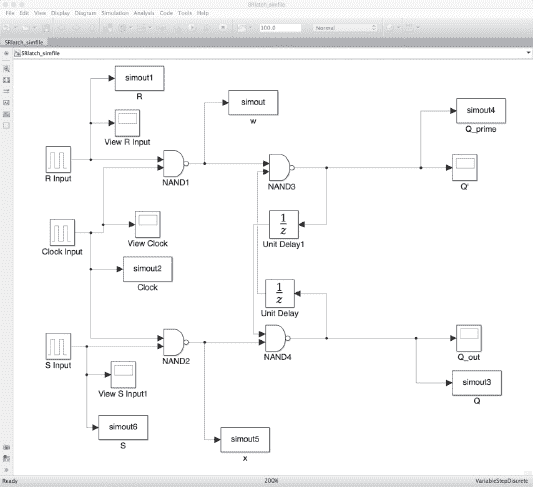 SRlatch_simfile
File Edit View Display Diagram Simulation Analysis Code Tools Help
100.0 Normal
SRlatch_simfile
SRlatch_simfile
simout1
R
simout
w
simout4
Q_prime
View R Input
R Input
NAND1
NAND3
Q'
Clock Input
View Clock
1
z
Unit Delay1
simout2
Clock
1
z
Unit Delay
S Input
NAND2
NAND4
Q_out
View S Input1
simout3
Q
simout6
S
simout5
x
Ready 200% VariableStepDiscrete